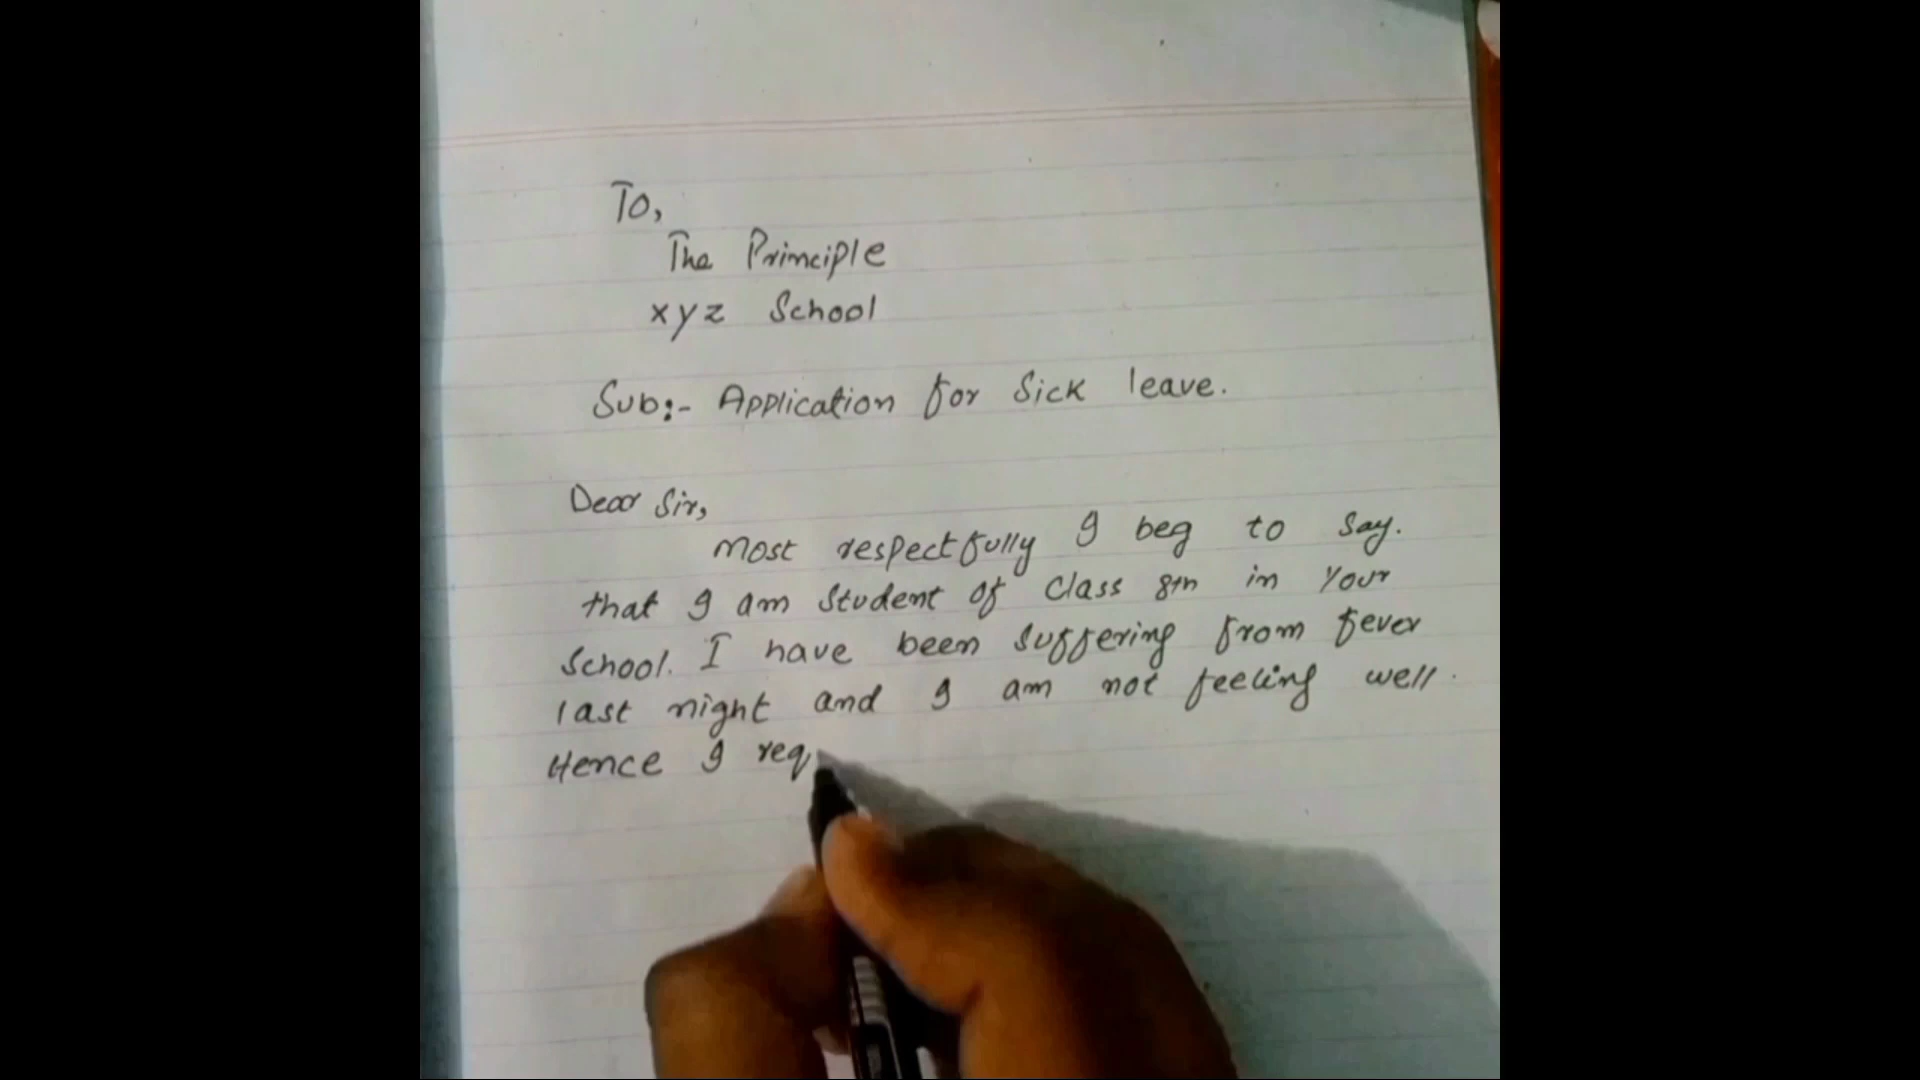 To,
The Principle
xyz School
Sub:- Application for Sick leave.
Dear Sir,
Most respectfully I beg to say.
that I am Student of Class 8th in Your
School. I have been suffering from fever
last night and I am not feeling well.
Hence I req